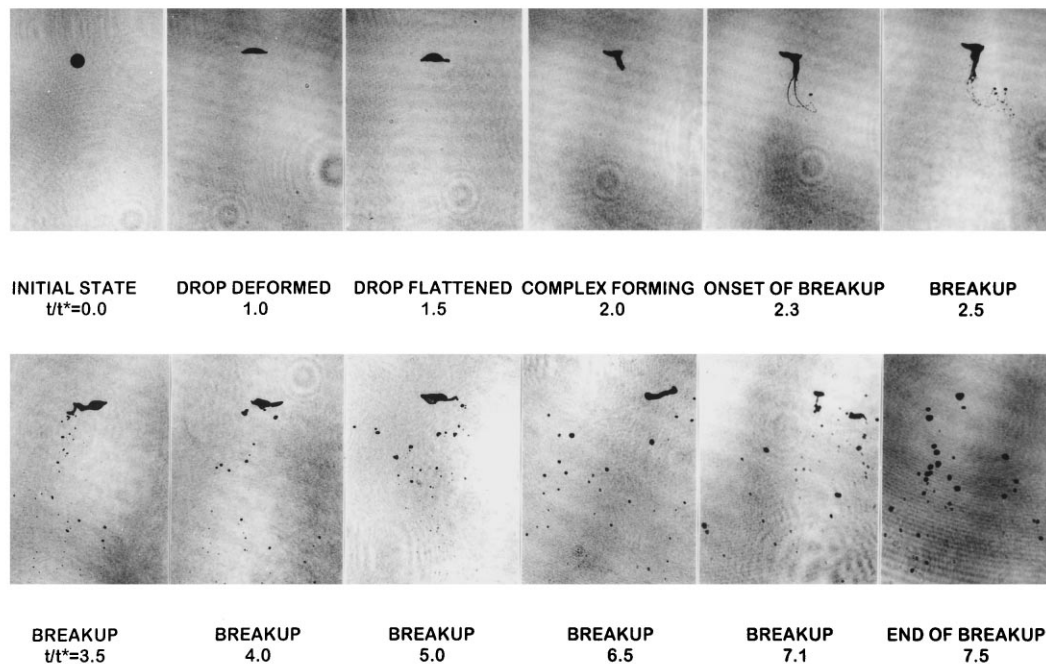 INITIAL STATE
t/t*=0.0
DROP DEFORMED
1.0
DROP FLATTENED
1.5
COMPLEX FORMING
2.0
ONSET OF BREAKUP
2.3
BREAKUP
2.5
BREAKUP
t/t*=3.5
BREAKUP
4.0
BREAKUP
5.0
BREAKUP
6.5
BREAKUP
7.1
END OF BREAKUP
7.5